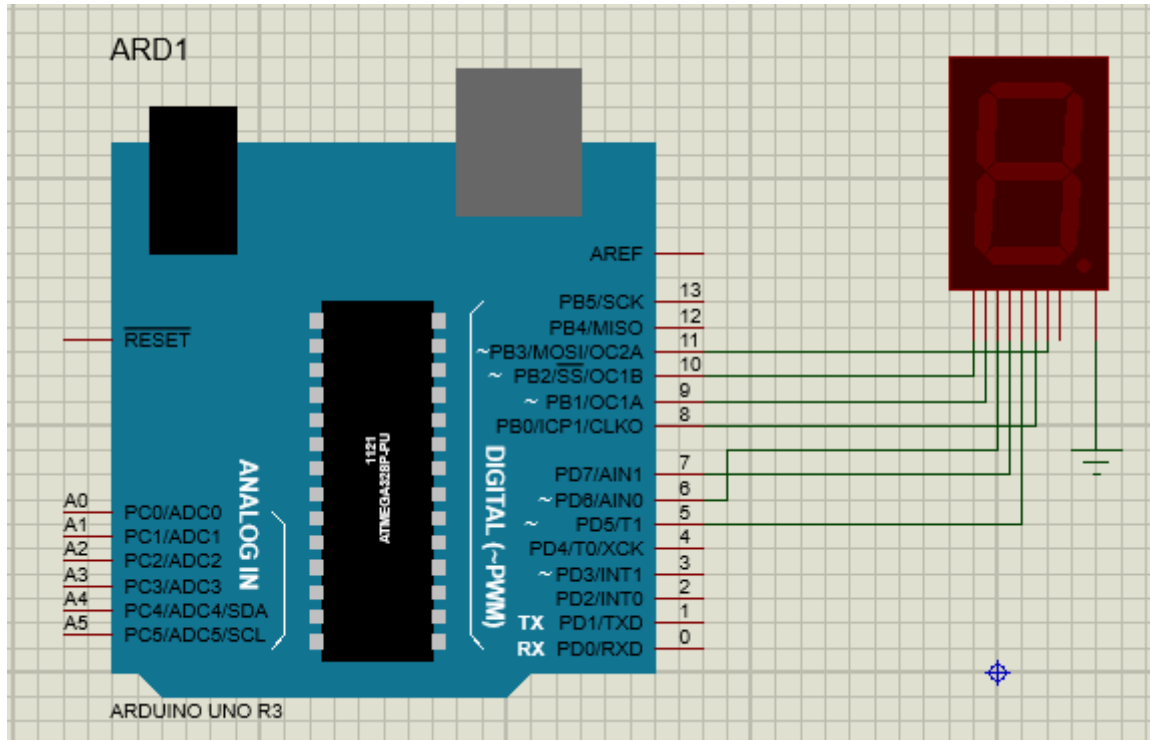 ARD1
AREF
RESET
PB5/SCK 13
PB4/MISO 12
~PB3/MOSI/OC2A 11
~ PB2/SS/OC1B 10
~ PB1/OC1A 9
PB0/ICP1/CLKO 8
PD7/AIN1 7
~PD6/AIN0 6
~ PD5/T1 5
PD4/T0/XCK 4
~PD3/INT1 3
PD2/INT0 2
TX PD1/TXD 1
RX PD0/RXD 0
DIGITAL (~PWM)
1121
ATMEGA328P-PU
ANALOG IN
A0 PC0/ADC0
A1 PC1/ADC1
A2 PC2/ADC2
A3 PC3/ADC3
A4 PC4/ADC4/SDA
A5 PC5/ADC5/SCL
ARDUINO UNO R3